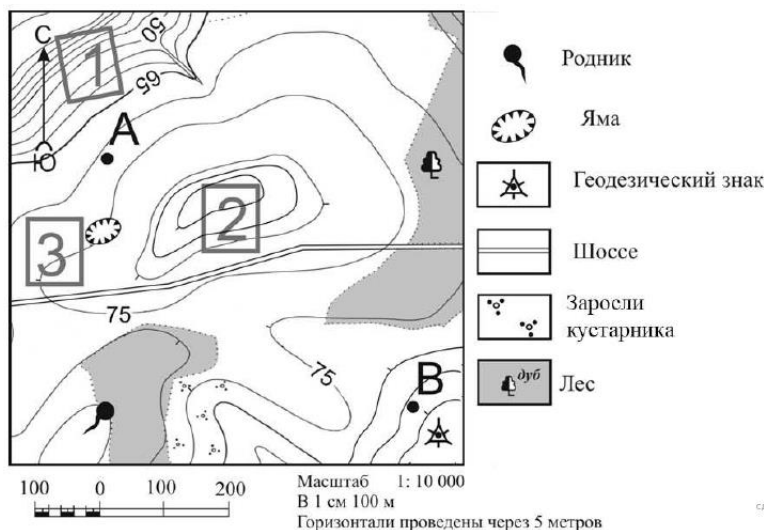 50
65
С
Ю
1
А
2
3
75
75
В
Родник
Яма
Геодезический знак
Шоссе
Заросли
кустарника
дуб
Лес
100 0 100 200
Масштаб 1: 10 000
В 1 см 100 м
Горизонтали проведены через 5 метров